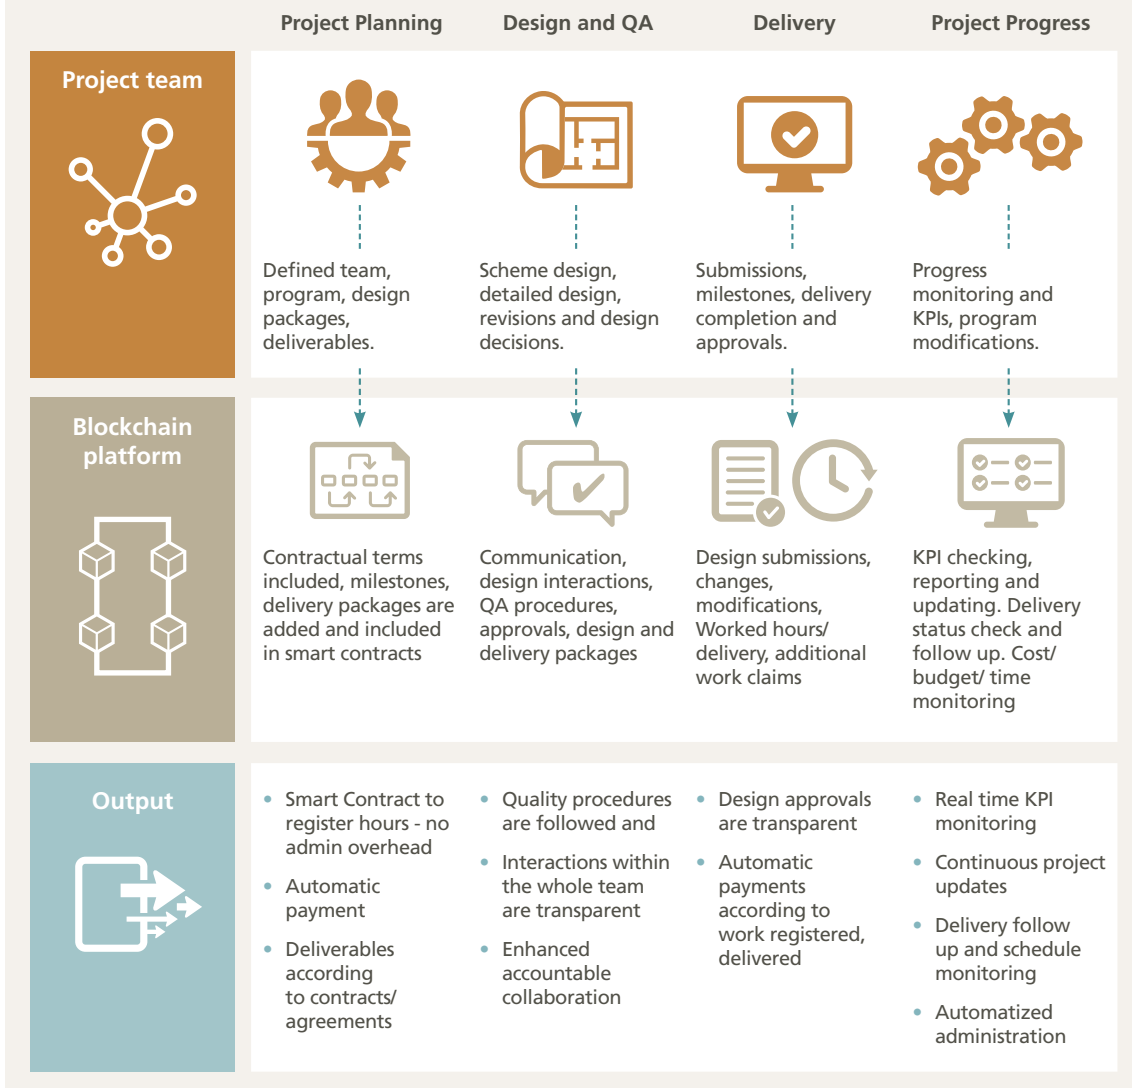 Project Planning
Design and QA
Delivery
Project Progress
Project team
Defined team,
program, design
packages,
deliverables.
Scheme design,
detailed design,
revisions and design
decisions.
Submissions,
milestones, delivery
completion and
approvals.
Progress
monitoring and
KPIs, program
modifications.
Blockchain
platform
Contractual terms
included, milestones,
delivery packages are
added and included
in smart contracts
Communication,
design interactions,
QA procedures,
approvals, design and
delivery packages
Design submissions,
changes,
modifications,
Worked hours/
delivery, additional
work claims
KPI checking,
reporting and
updating. Delivery
status check and
follow up. Cost/
budget/ time
monitoring
Output
• Smart Contract to
register hours - no
admin overhead
• Automatic
payment
• Deliverables
according
to contracts/
agreements
• Quality procedures
are followed and
• Interactions within
the whole team
are transparent
• Enhanced
accountable
collaboration
• Design approvals
are transparent
• Automatic
payments
according to
work registered,
delivered
• Real time KPI
monitoring
• Continuous project
updates
• Delivery follow
up and schedule
monitoring
• Automatized
administration